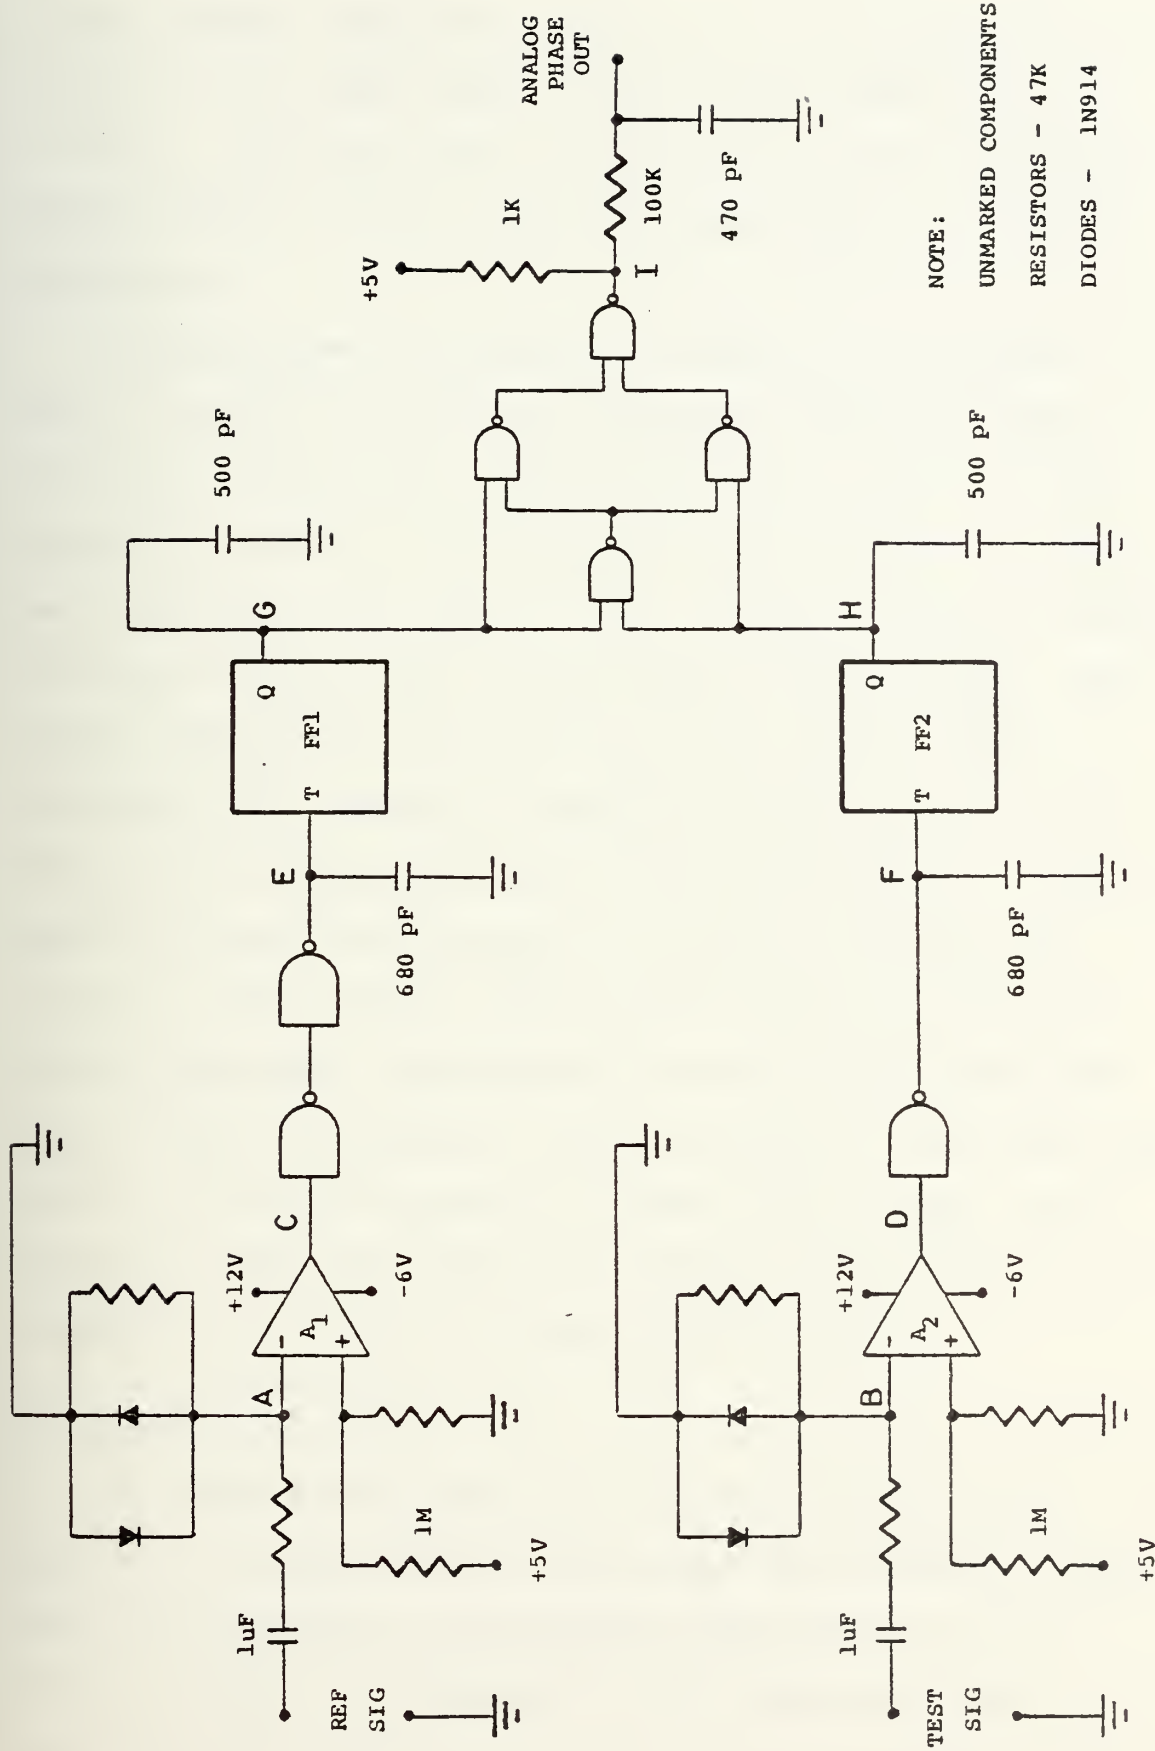 REF
SIG
1uF
+5V
1M
A
A1
-
+
+12V
-6V
C
E
680 pF
T
FF1
Q
G
500 pF
TEST
SIG
1uF
+5V
1M
B
A2
-
+
+12V
-6V
D
F
680 pF
T
FF2
Q
H
500 pF
+5V
1K
I
100K
470 pF
ANALOG
PHASE
OUT
NOTE:
UNMARKED COMPONENTS
RESISTORS - 47K
DIODES - 1N914